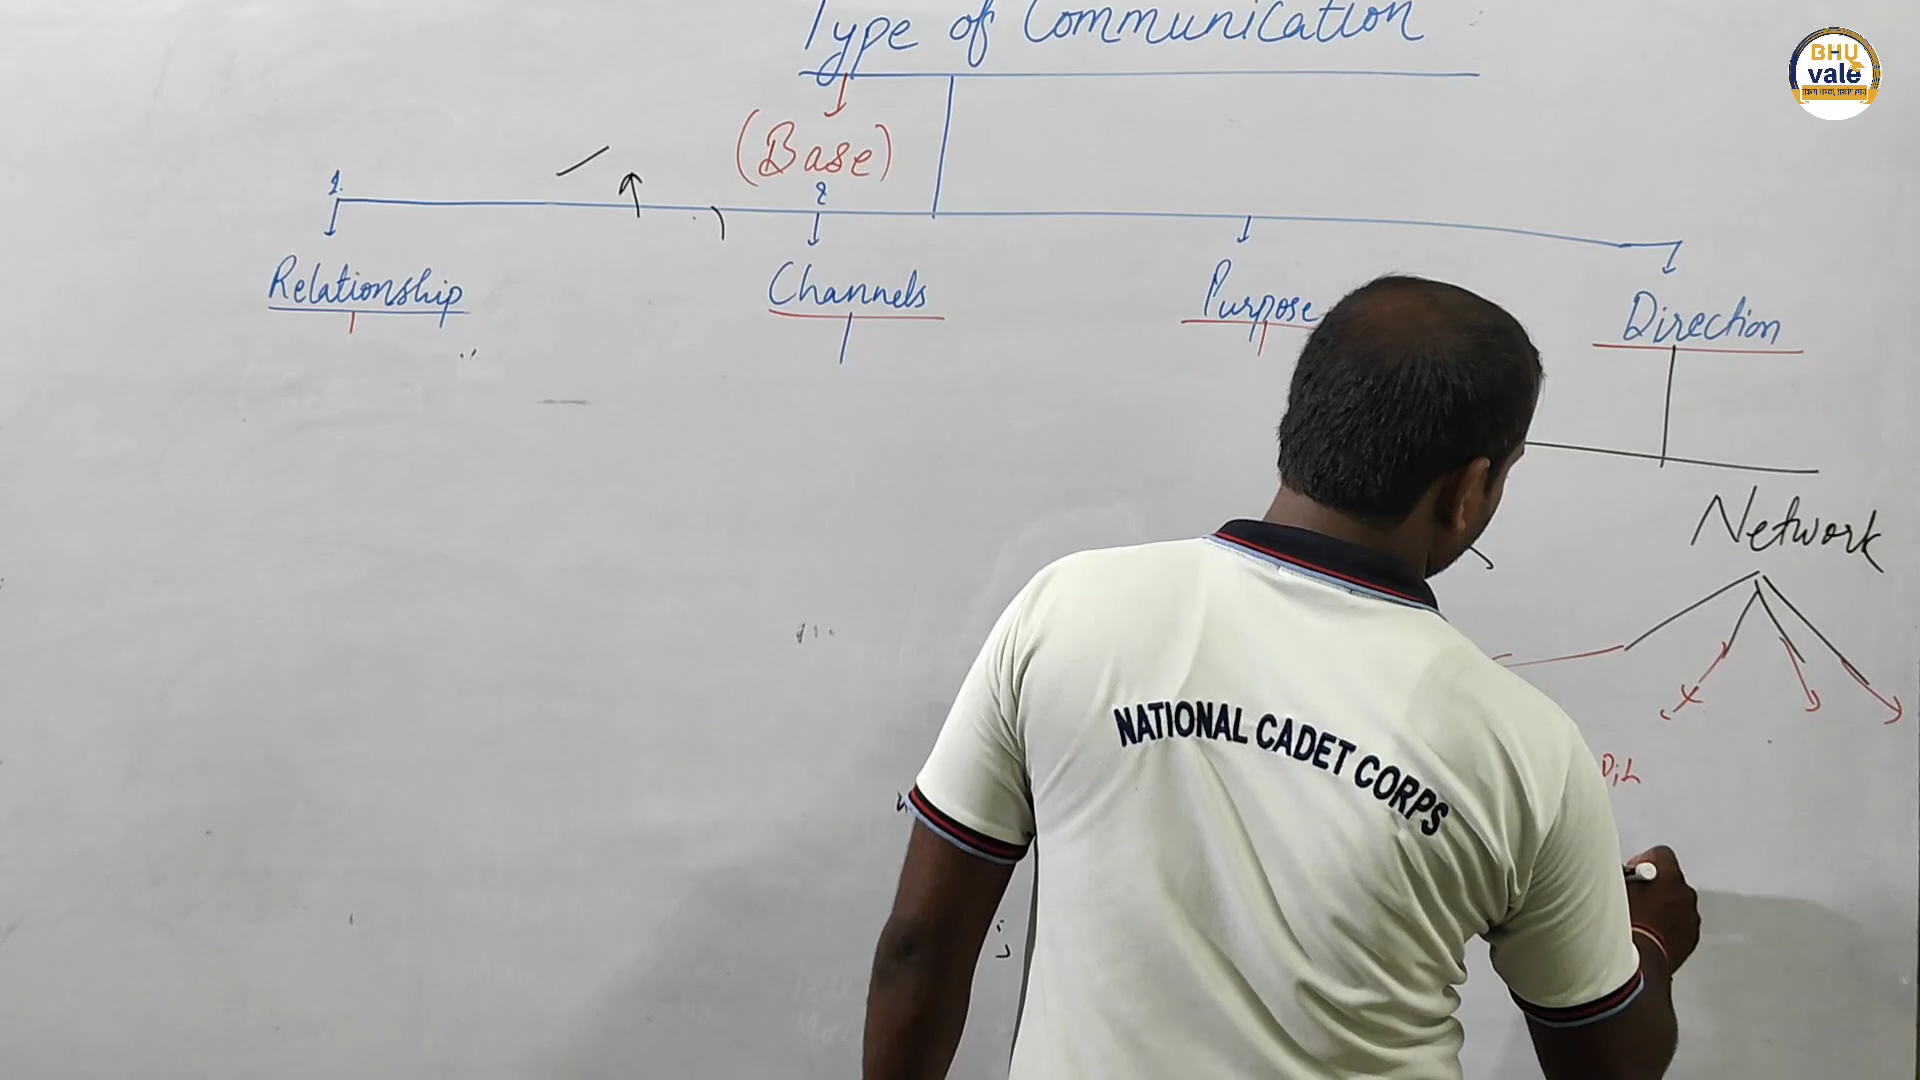 Type of Communication
BHU
vale
(Base)
1.
2
Relationship
Channels
Purpose
Direction
Network
NATIONAL CADET CORPS